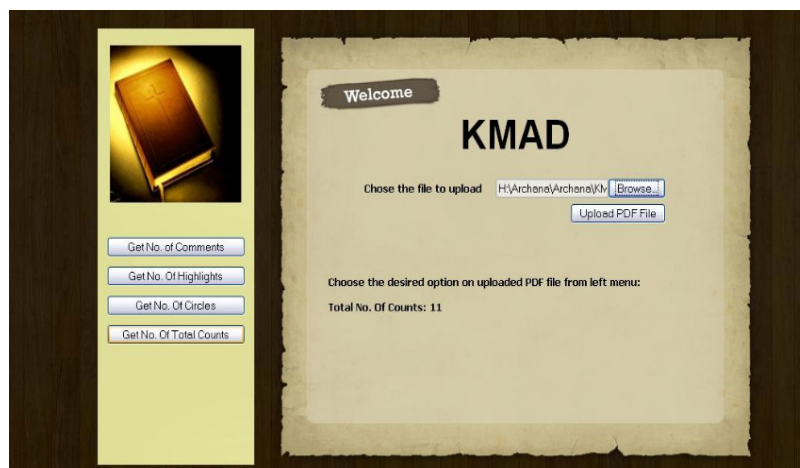 Welcome
KMAD
Chose the file to upload H:\Archana\Archana\KM Browse...
Upload PDF File
Get No. of Comments
Get No. Of Highlights
Get No. Of Circles
Get No. Of Total Counts
Choose the desired option on uploaded PDF file from left menu:
Total No. Of Counts: 11